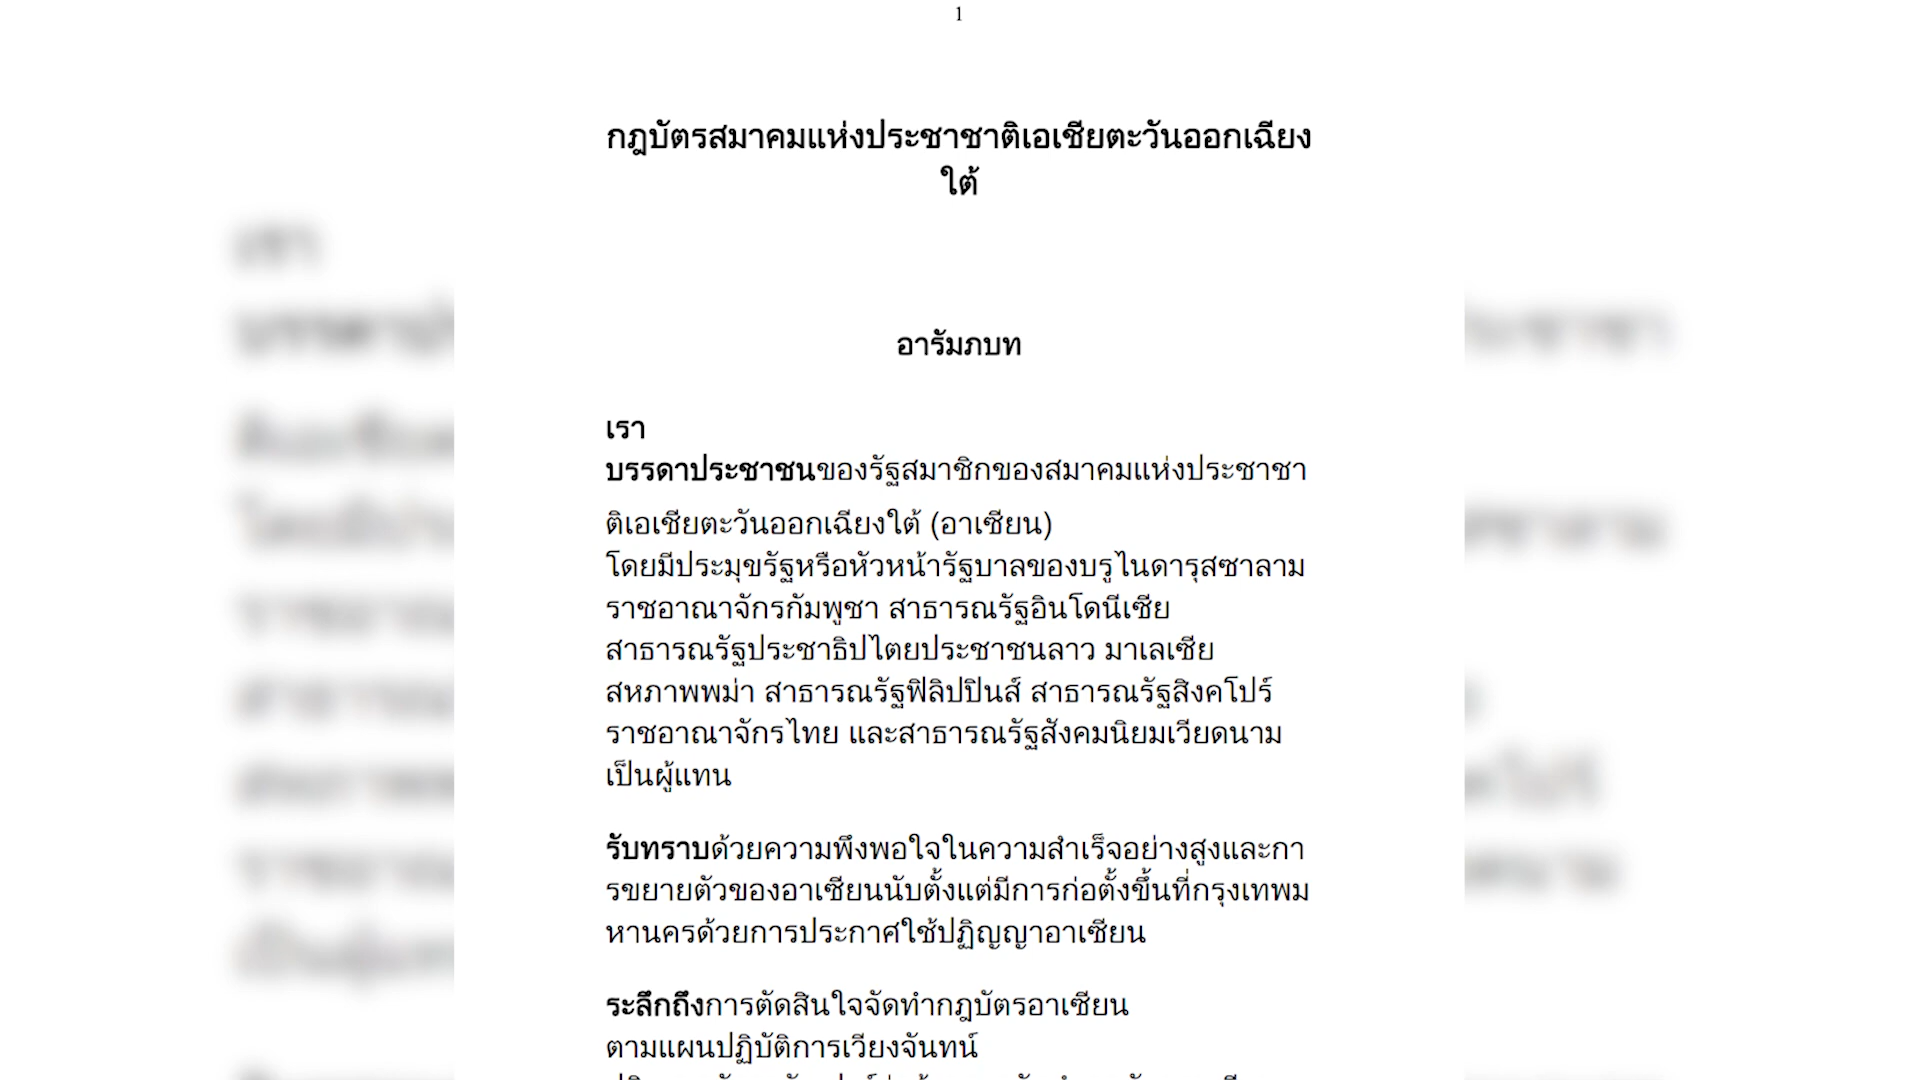 1
กฎบัตรสมาคมแห่งประชาชาติเอเชียตะวันออกเฉียง
ใต้
อารัมภบท
เรา
บรรดาประชาชนของรัฐสมาชิกของสมาคมแห่งประชาชา
ติเอเชียตะวันออกเฉียงใต้ (อาเซียน)
โดยมีประมุขรัฐหรือหัวหน้ารัฐบาลของบรูไนดารุสซาลาม
ราชอาณาจักรกัมพูชา สาธารณรัฐอินโดนีเซีย
สาธารณรัฐประชาธิปไตยประชาชนลาว มาเลเซีย
สหภาพพม่า สาธารณรัฐฟิลิปปินส์ สาธารณรัฐสิงคโปร์
ราชอาณาจักรไทย และสาธารณรัฐสังคมนิยมเวียดนาม
เป็นผู้แทน
รับทราบด้วยความพึงพอใจในความสำเร็จอย่างสูงและกา
รขยายตัวของอาเซียนนับตั้งแต่มีการก่อตั้งขึ้นที่กรุงเทพม
หานครด้วยการประกาศใช้ปฏิญญาอาเซียน
ระลึกถึงการตัดสินใจจัดทำกฎบัตรอาเซียน
ตามแผนปฏิบัติการเวียงจันทน์